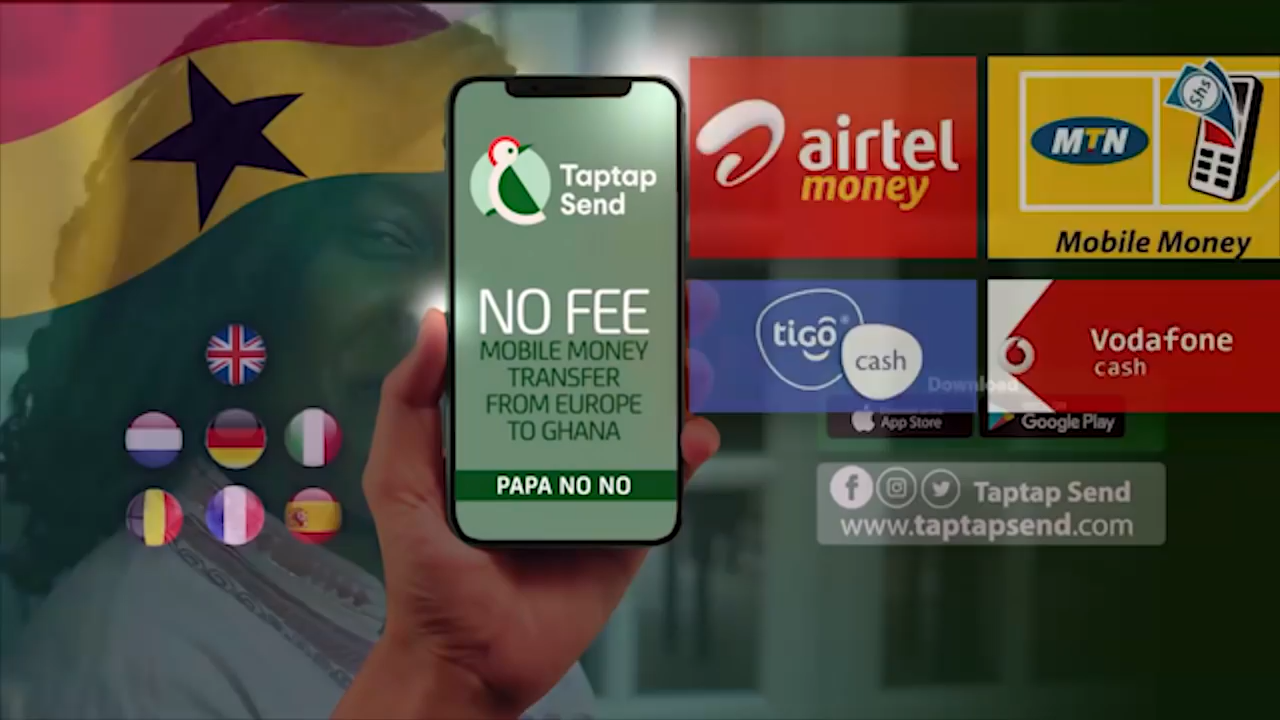 Taptap
Send
NO FEE
MOBILE MONEY
TRANSFER
FROM EUROPE
TO GHANA
PAPA NO NO
airtel
money
MTN
Shs
Mobile Money
tigo
cash
Vodafone
cash
Download
App Store
Google Play
Taptap Send
www.taptapsend.com